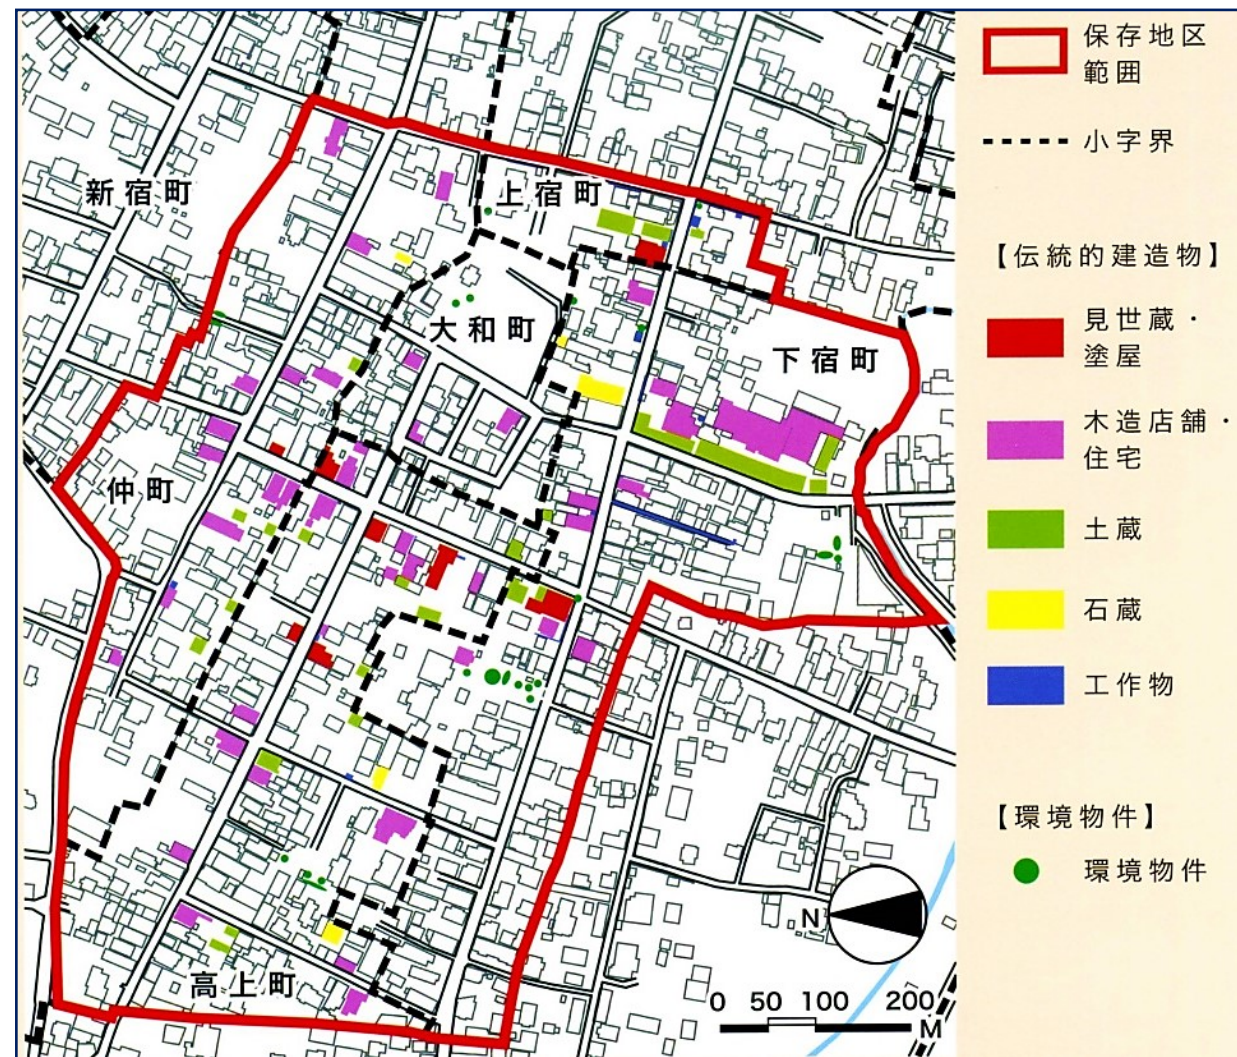 新宿町
上宿町
大和町
下宿町
仲町
高上町
N
0 50 100 200
M
保存地区
範囲
小字界
【伝統的建造物】
見世蔵・
塗屋
木造店舗・
住宅
土蔵
石蔵
工作物
【環境物件】
環境物件